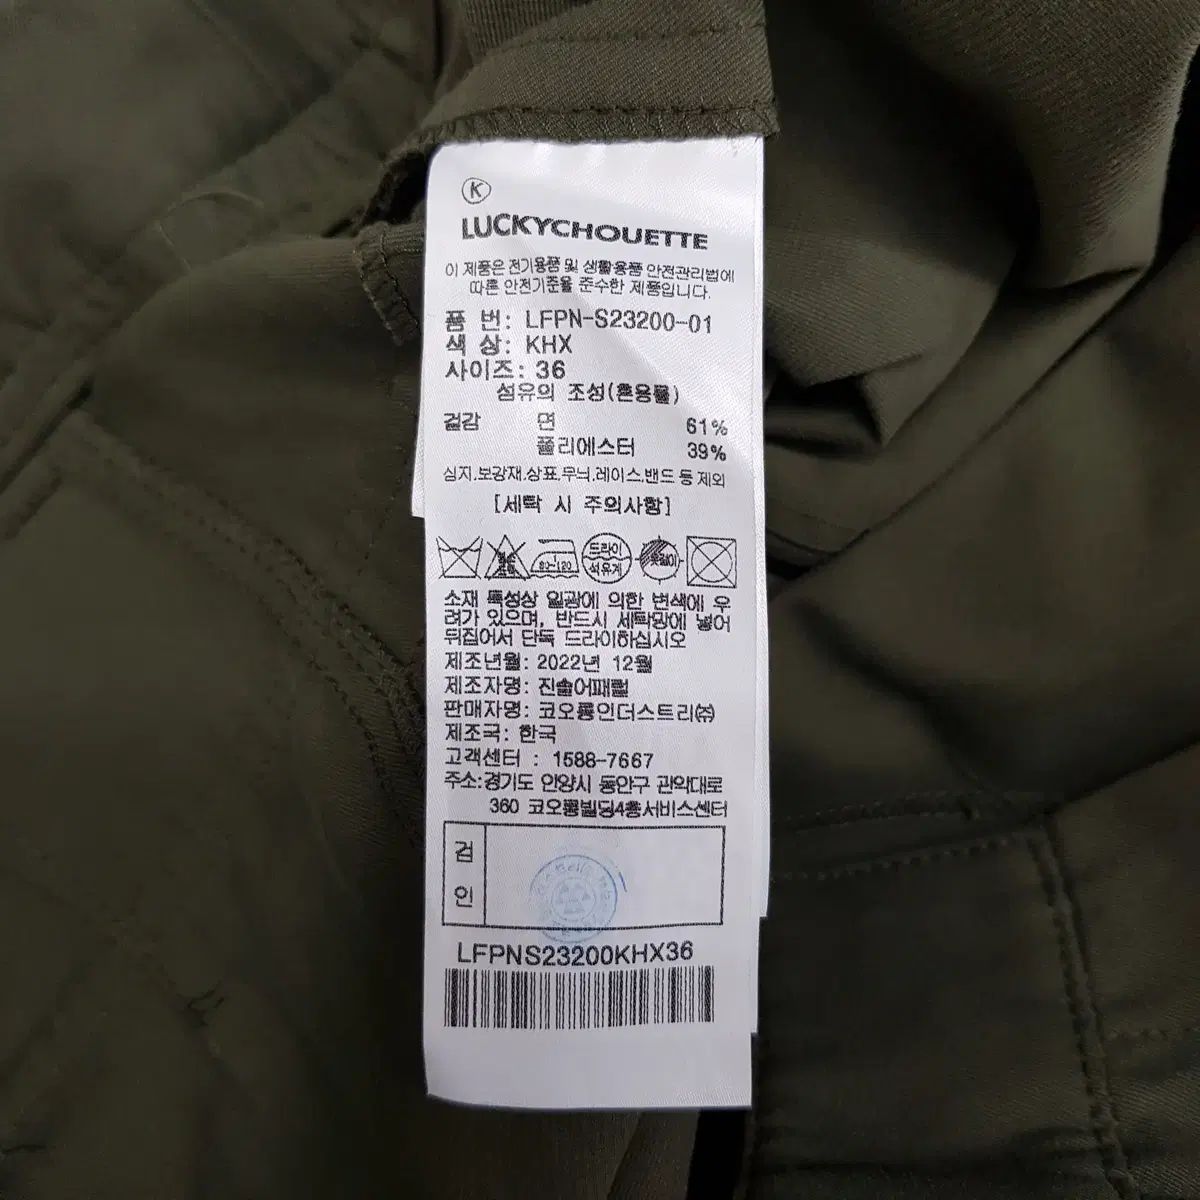 K
LUCKYCHOUETTE
이 제품은 전기용품 및 생활용품 안전관리법에
따른 안전기준을 준수한 제품입니다.
품 번: LFPN-S23200-01
색 상: KHX
사이즈: 36
섬유의 조성(혼용률)
겉감 면 61%
폴리에스터 39%
심지,보강재,상표,무늬,레이스,밴드 등 제외
[세탁 시 주의사항]
80~120
드라이
석유계
옷걸이
소재 특성상 일광에 의한 변색에 우
려가 있으며, 반드시 세탁망에 넣어
뒤집어서 단독 드라이하십시오
제조년월: 2022년 12월
제조자명: 진솔어패럴
판매자명: 코오롱인더스트리㈜
제조국: 한국
고객센터 : 1588-7667
주소:경기도 안양시 동안구 관악대로
360 코오롱빌딩4층서비스센터
검
인
LFPNS23200KHX36